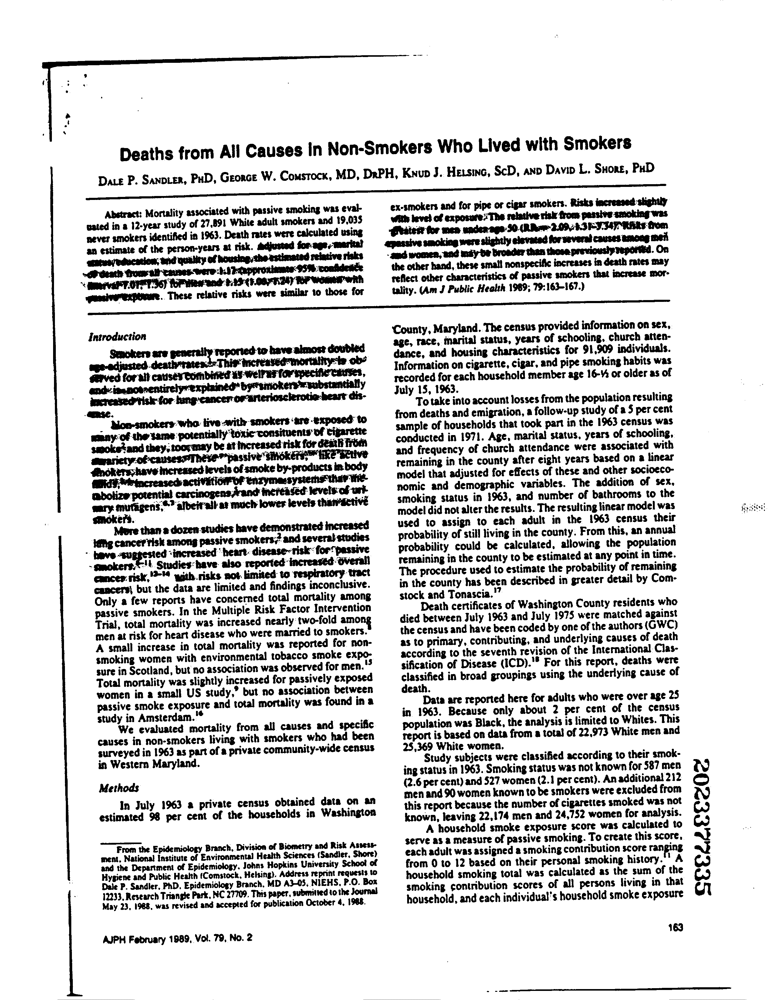 Deaths from All Causes in Non-Smokers Who Lived with Smokers
DALE P. SANDLER, PHD, GEORGE W. COMSTOCK, MD, DRPH, KNUD J. HELSING, SCD, AND DAVID L. SHORE, PHD
Abstract: Mortality associated with passive smoking was eval-
uated in a 12-year study of 27,891 White adult smokers and 19,035
never smokers identified in 1963. Death rates were calculated using
an estimate of the person-years at risk. Adjusted for age, marital
status, education, and quality of housing, the estimated relative risks
of death from all causes were 1.17 (approximate 95% confidence
interval 1.01, 1.36) for men and 1.15 (1.06, 1.24) for women with
passive exposure. These relative risks were similar to those for
ex-smokers and for pipe or cigar smokers. Risks increased slightly
with level of exposure. The relative risk from passive smoking was
greatest for men under age 50 (RR = 2.09, 1.31-3.34). Risks from
passive smoking were slightly elevated for several causes among men
and women, and may be broader than those previously reported. On
the other hand, these small nonspecific increases in death rates may
reflect other characteristics of passive smokers that increase mor-
tality. (Am J Public Health 1989; 79:163-167.)
Introduction
Smokers are generally reported to have almost doubled
age-adjusted death rates. This increased mortality is ob-
served for all causes combined as well as for specific causes,
and is not entirely explained by smokers' substantially
increased risk for lung cancer or arteriosclerotic heart dis-
ease.
Non-smokers who live with smokers are exposed to
many of the same potentially toxic consituents of cigarette
smoke and they, too, may be at increased risk for death from
a variety of causes. These "passive smokers," like active
smokers, have increased levels of smoke by-products in body
fluids, increased activation of enzyme systems that me-
tabolize potential carcinogens, and increased levels of uri-
nary mutagens, albeit all at much lower levels than active
smokers.
More than a dozen studies have demonstrated increased
lung cancer risk among passive smokers, and several studies
have suggested increased heart disease risk for passive
smokers. Studies have also reported increased overall
cancer risk, with risks not limited to respiratory tract
cancers, but the data are limited and findings inconclusive.
Only a few reports have concerned total mortality among
passive smokers. In the Multiple Risk Factor Intervention
Trial, total mortality was increased nearly two-fold among
men at risk for heart disease who were married to smokers.
A small increase in total mortality was reported for non-
smoking women with environmental tobacco smoke expo-
sure in Scotland, but no association was observed for men.15
Total mortality was slightly increased for passively exposed
women in a small US study,9 but no association between
passive smoke exposure and total mortality was found in a
study in Amsterdam.16
We evaluated mortality from all causes and specific
causes in non-smokers living with smokers who had been
surveyed in 1963 as part of a private community-wide census
in Western Maryland.
Methods
In July 1963 a private census obtained data on an
estimated 98 per cent of the households in Washington
From the Epidemiology Branch, Division of Biometry and Risk Assess-
ment, National Institute of Environmental Health Sciences (Sandler, Shore)
and the Department of Epidemiology, Johns Hopkins University School of
Hygiene and Public Health (Comstock, Helsing). Address reprint requests to
Dale P. Sandler, PhD, Epidemiology Branch, MD A3-05, NIEHS, P.O. Box
12233, Research Triangle Park, NC 27709. This paper, submitted to the Journal
May 23, 1988, was revised and accepted for publication October 4, 1988.
County, Maryland. The census provided information on sex,
age, race, marital status, years of schooling, church atten-
dance, and housing characteristics for 91,909 individuals.
Information on cigarette, cigar, and pipe smoking habits was
recorded for each household member age 16-½ or older as of
July 15, 1963.
To take into account losses from the population resulting
from deaths and emigration, a follow-up study of a 5 per cent
sample of households that took part in the 1963 census was
conducted in 1971. Age, marital status, years of schooling,
and frequency of church attendance were associated with
remaining in the county after eight years based on a linear
model that adjusted for effects of these and other socioeco-
nomic and demographic variables. The addition of sex,
smoking status in 1963, and number of bathrooms to the
model did not alter the results. The resulting linear model was
used to assign to each adult in the 1963 census their
probability of still living in the county. From this, an annual
probability could be calculated, allowing the population
remaining in the county to be estimated at any point in time.
The procedure used to estimate the probability of remaining
in the county has been described in greater detail by Com-
stock and Tonascia.17
Death certificates of Washington County residents who
died between July 1963 and July 1975 were matched against
the census and have been coded by one of the authors (GWC)
as to primary, contributing, and underlying causes of death
according to the seventh revision of the International Clas-
sification of Disease (ICD).18 For this report, deaths were
classified in broad groupings using the underlying cause of
death.
Data are reported here for adults who were over age 25
in 1963. Because only about 2 per cent of the census
population was Black, the analysis is limited to Whites. This
report is based on data from a total of 22,973 White men and
25,369 White women.
Study subjects were classified according to their smok-
ing status in 1963. Smoking status was not known for 587 men
(2.6 per cent) and 527 women (2.1 per cent). An additional 212
men and 90 women known to be smokers were excluded from
this report because the number of cigarettes smoked was not
known, leaving 22,174 men and 24,752 women for analysis.
A household smoke exposure score was calculated to
serve as a measure of passive smoking. To create this score,
each adult was assigned a smoking contribution score ranging
from 0 to 12 based on their personal smoking history.11 A
household smoking total was calculated as the sum of the
smoking contribution scores of all persons living in that
household, and each individual's household smoke exposure
2023377335
AJPH February 1989, Vol. 79, No. 2
163